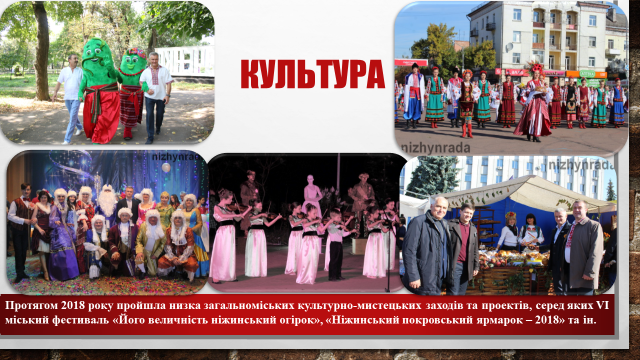 КУЛЬТУРА
nizhynrada
nizhynrada
nizhynrada
Протягом 2018 року пройшла низка загальноміських культурно-мистецьких заходів та проектів, серед яких VI
міський фестиваль «Його величність ніжинський огірок», «Ніжинський покровський ярмарок – 2018» та ін.